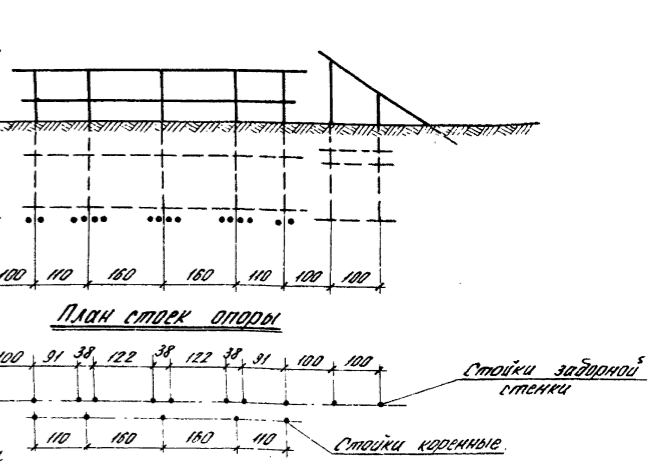 100 110 160 160 110 100 100
План стоек опоры
100 91 38 122 38 122 38 91 100 100
Стойки заборной
стенки
110 160 160 110
Стойки коренные